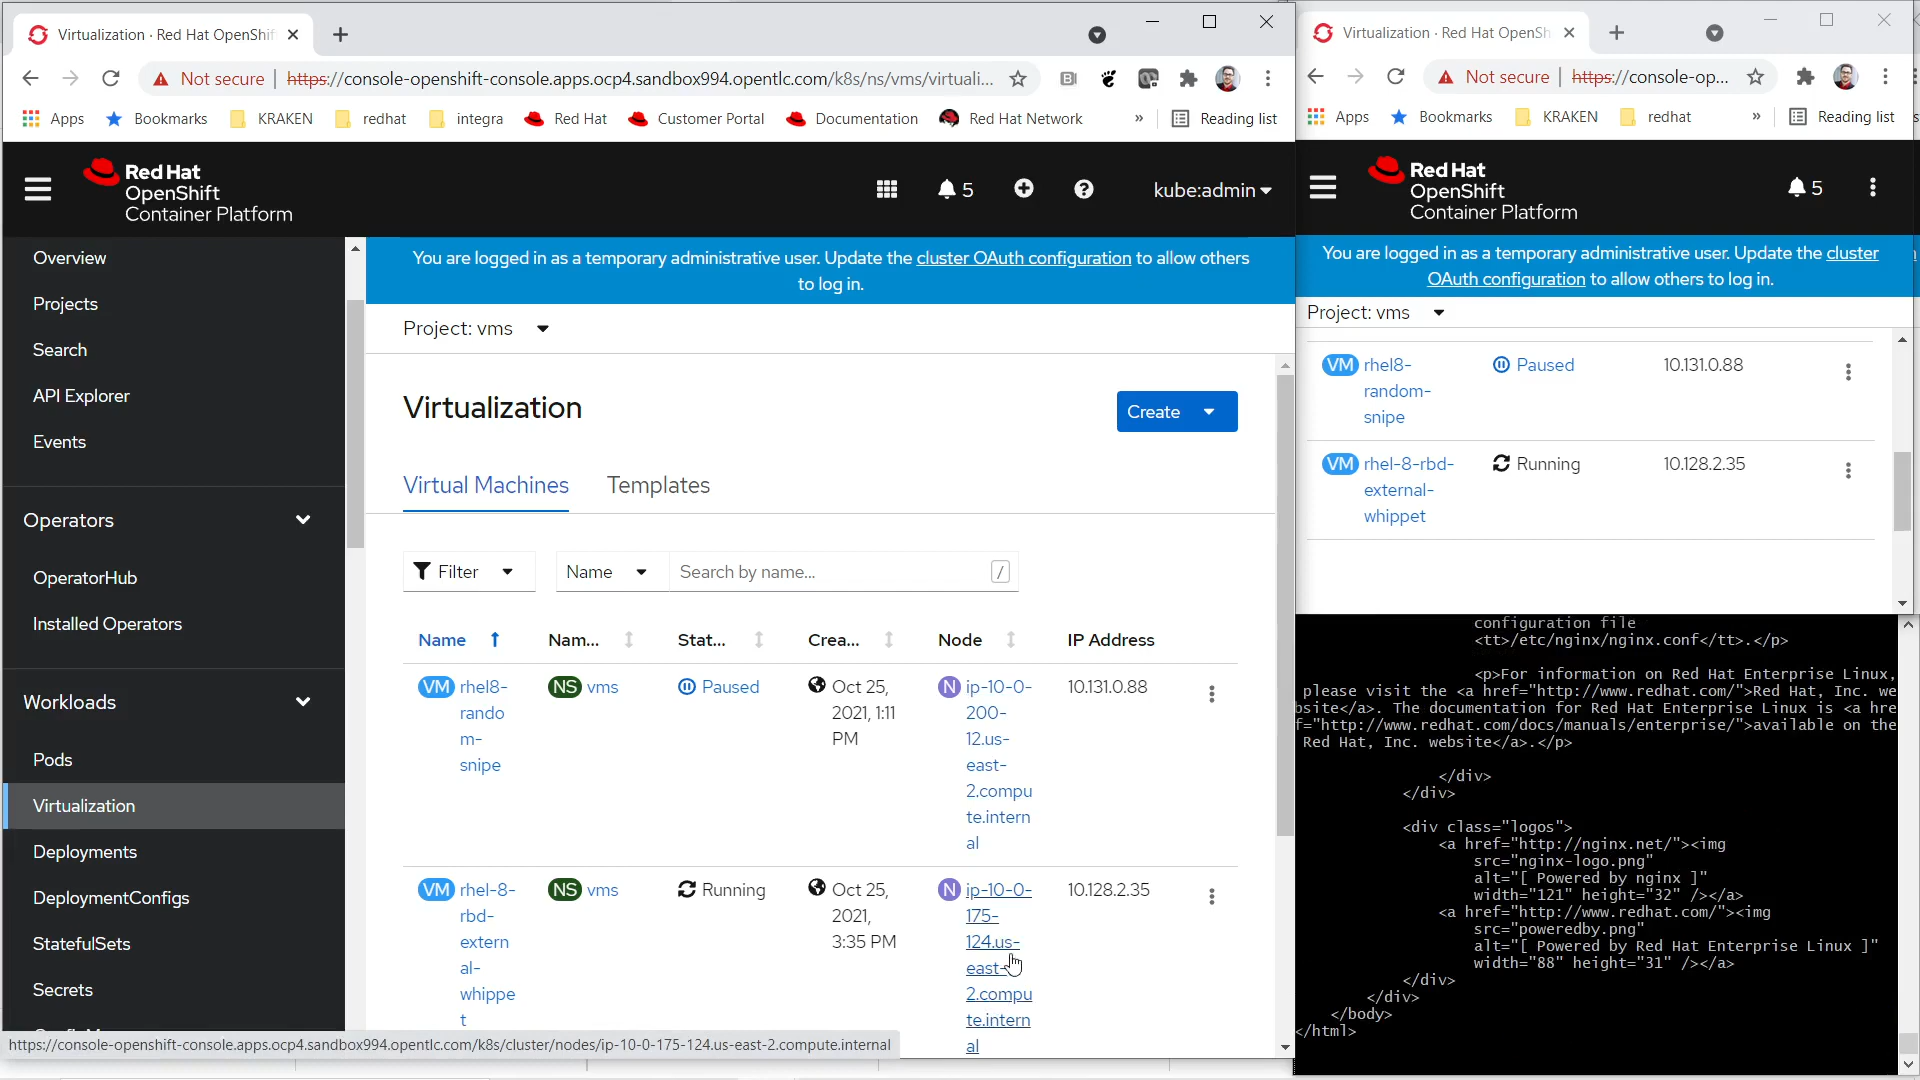 Virtualization · Red Hat OpenShif
Not secure
https://console-openshift-console.apps.ocp4.sandbox994.opentlc.com/k8s/ns/vms/virtuali...
Apps
Bookmarks
KRAKEN
redhat
integra
Red Hat
Customer Portal
Documentation
Red Hat Network
»
Reading list
Red Hat
OpenShift
Container Platform
5
kube:admin
Overview
Projects
Search
API Explorer
Events
Operators
OperatorHub
Installed Operators
Workloads
Pods
Virtualization
Deployments
DeploymentConfigs
StatefulSets
Secrets
You are logged in as a temporary administrative user. Update the cluster OAuth configuration to allow others
to log in.
Project: vms
Virtualization
Create
Virtual Machines
Templates
Filter
Name
Search by name...
/
Name
Nam...
Stat...
Crea...
Node
IP Address
VM
rhel8-
rando
m-
snipe
NS
vms
Paused
Oct 25,
2021, 1:11
PM
N
ip-10-0-
200-
12.us-
east-
2.compu
te.intern
al
10.131.0.88
VM
rhel-8-
rbd-
extern
al-
whippe
t
NS
vms
Running
Oct 25,
2021,
3:35 PM
N
ip-10-0-
175-
124.us-
east-
2.compu
te.intern
al
10.128.2.35
https://console-openshift-console.apps.ocp4.sandbox994.opentlc.com/k8s/cluster/nodes/ip-10-0-175-124.us-east-2.compute.internal
Virtualization · Red Hat OpenSh
Not secure
https://console-op...
Apps
Bookmarks
KRAKEN
redhat
»
Reading list
Red Hat
OpenShift
Container Platform
5
You are logged in as a temporary administrative user. Update the cluster
OAuth configuration to allow others to log in.
Project: vms
VM
rhel8-
random-
snipe
Paused
10.131.0.88
VM
rhel-8-rbd-
external-
whippet
Running
10.128.2.35
configuration file
<tt>/etc/nginx/nginx.conf</tt>.</p>
<p>For information on Red Hat Enterprise Linux,
please visit the <a href="http://www.redhat.com/">Red Hat, Inc. we
bsite</a>. The documentation for Red Hat Enterprise Linux is <a hre
f="http://www.redhat.com/docs/manuals/enterprise/">available on the
Red Hat, Inc. website</a>.</p>
</div>
</div>
<div class="logos">
<a href="http://nginx.net/"><img
src="nginx-logo.png"
alt="[ Powered by nginx ]"
width="121" height="32" /></a>
<a href="http://www.redhat.com/"><img
src="poweredby.png"
alt="[ Powered by Red Hat Enterprise Linux ]"
width="88" height="31" /></a>
</div>
</div>
</body>
</html>